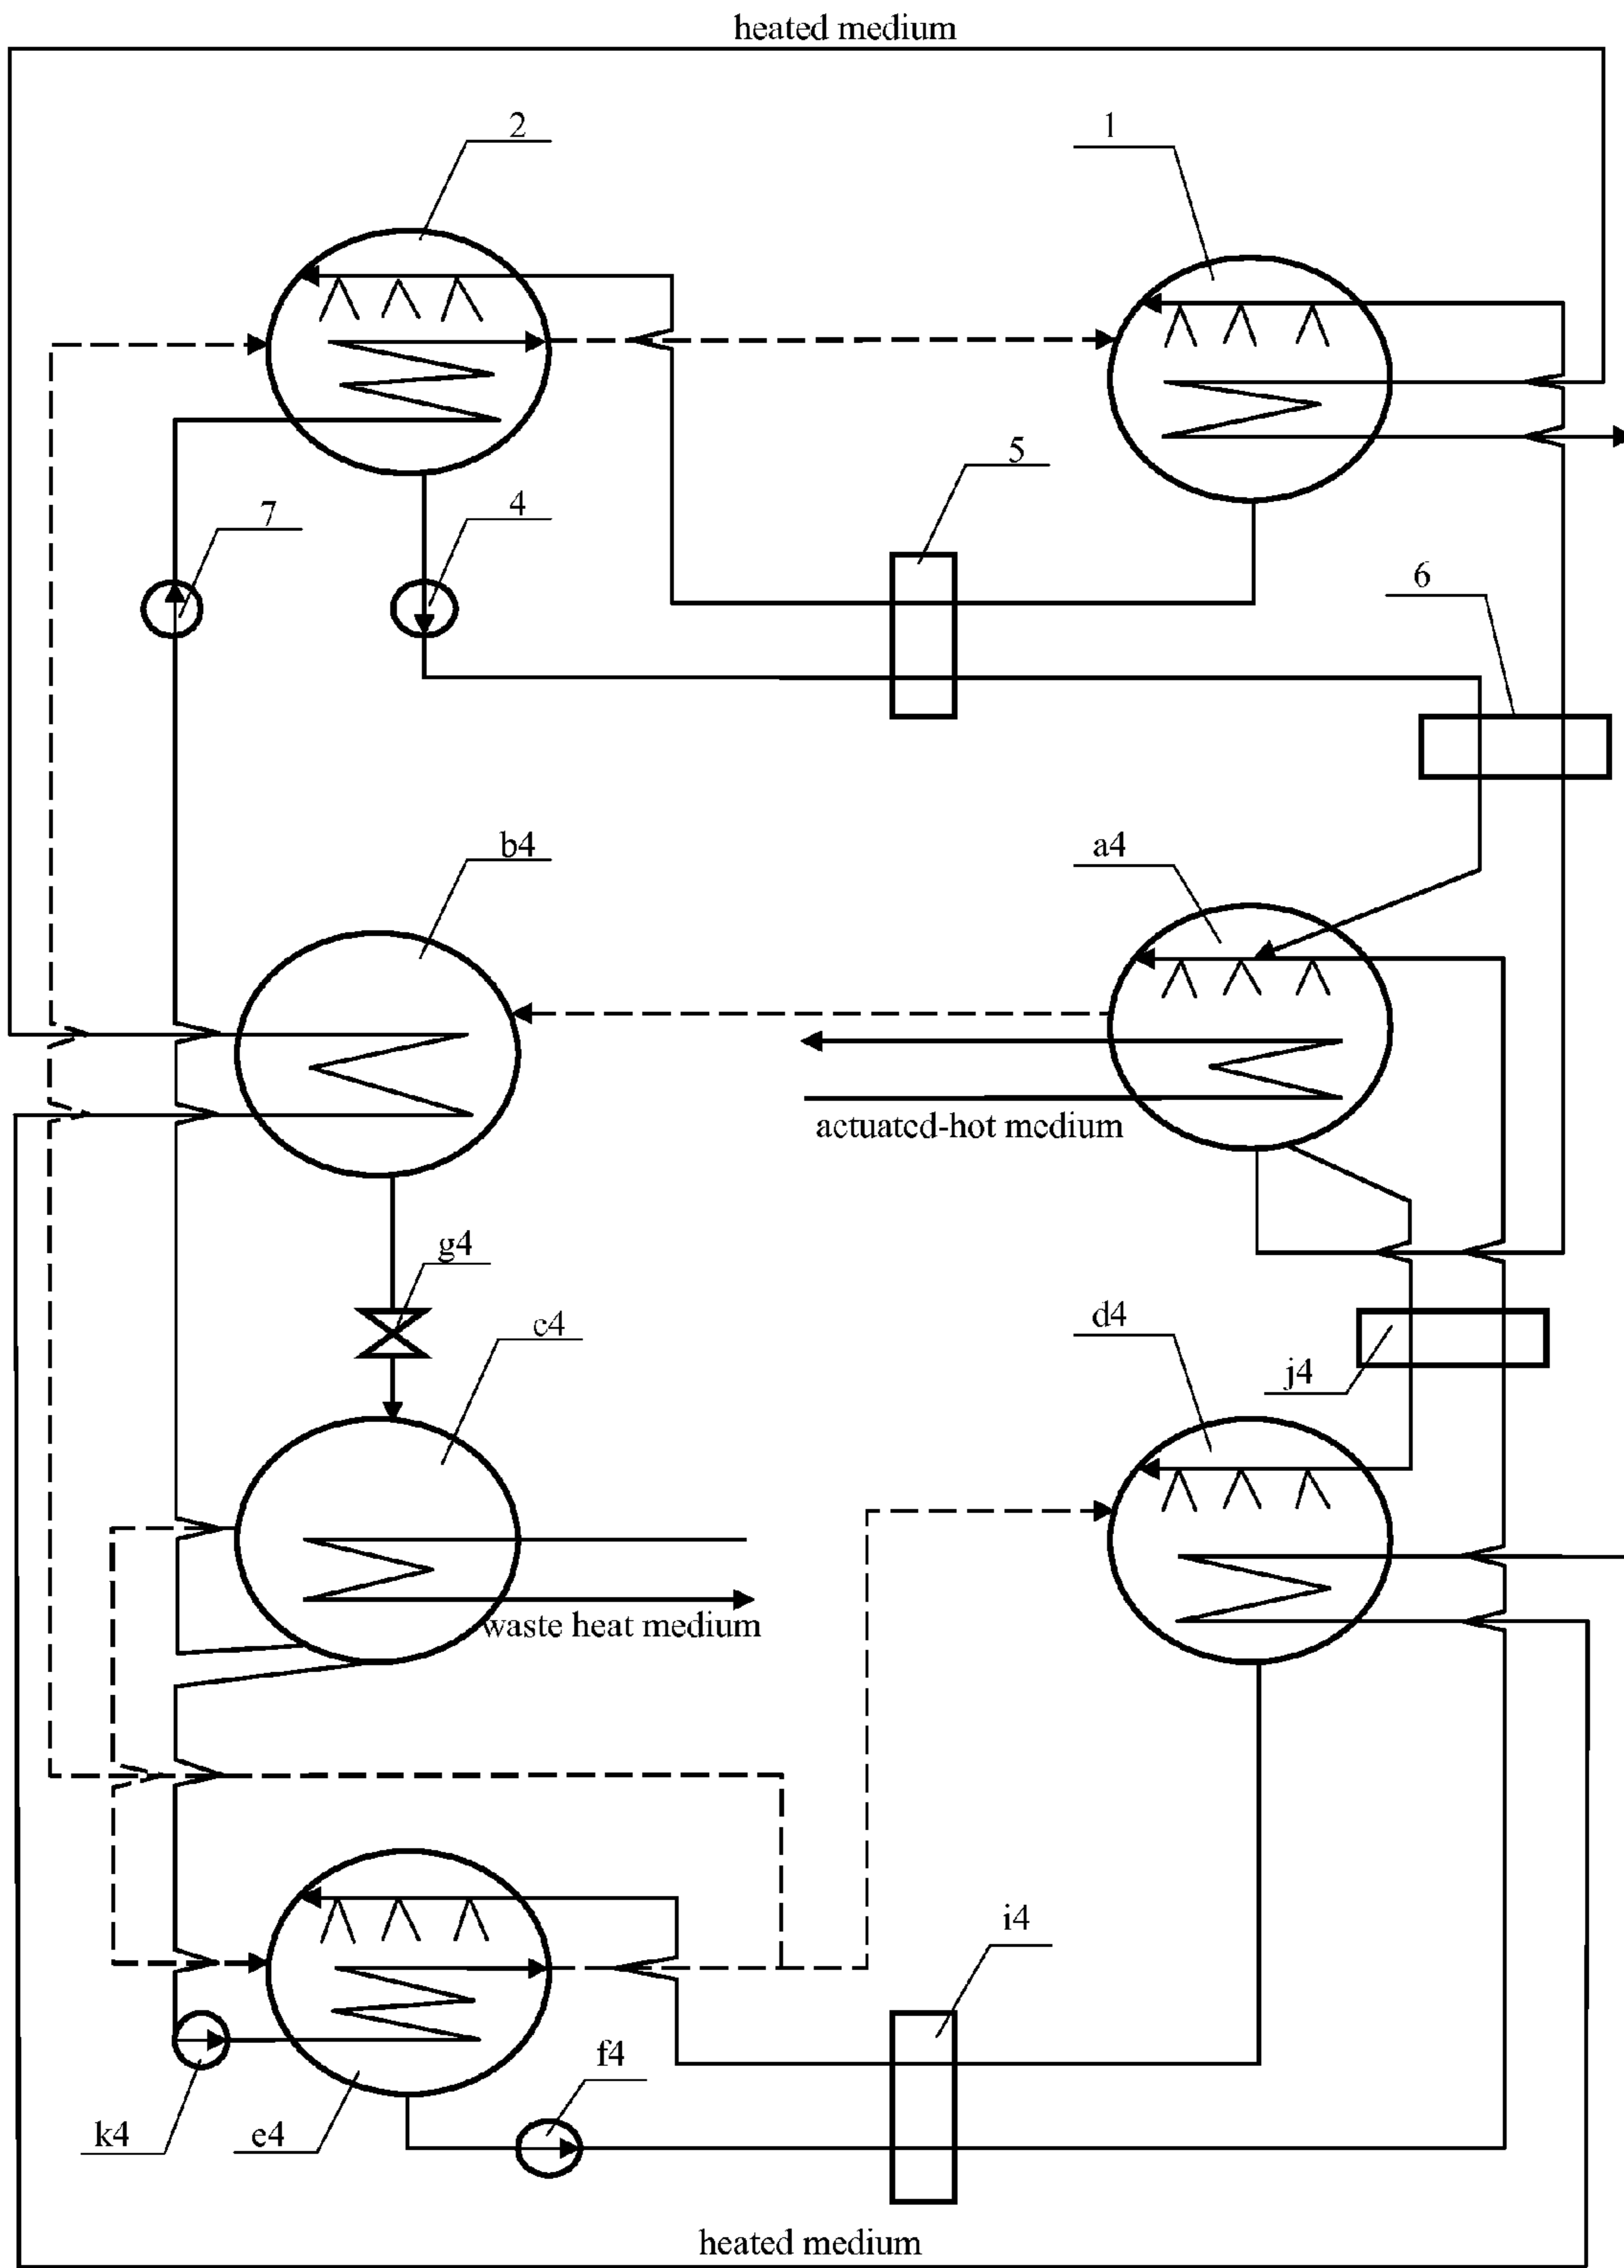 heated medium
2
1
5
4
7
6
b4
a4
actuated-hot medium
g4
c4
d4
j4
waste heat medium
i4
f4
k4
e4
heated medium